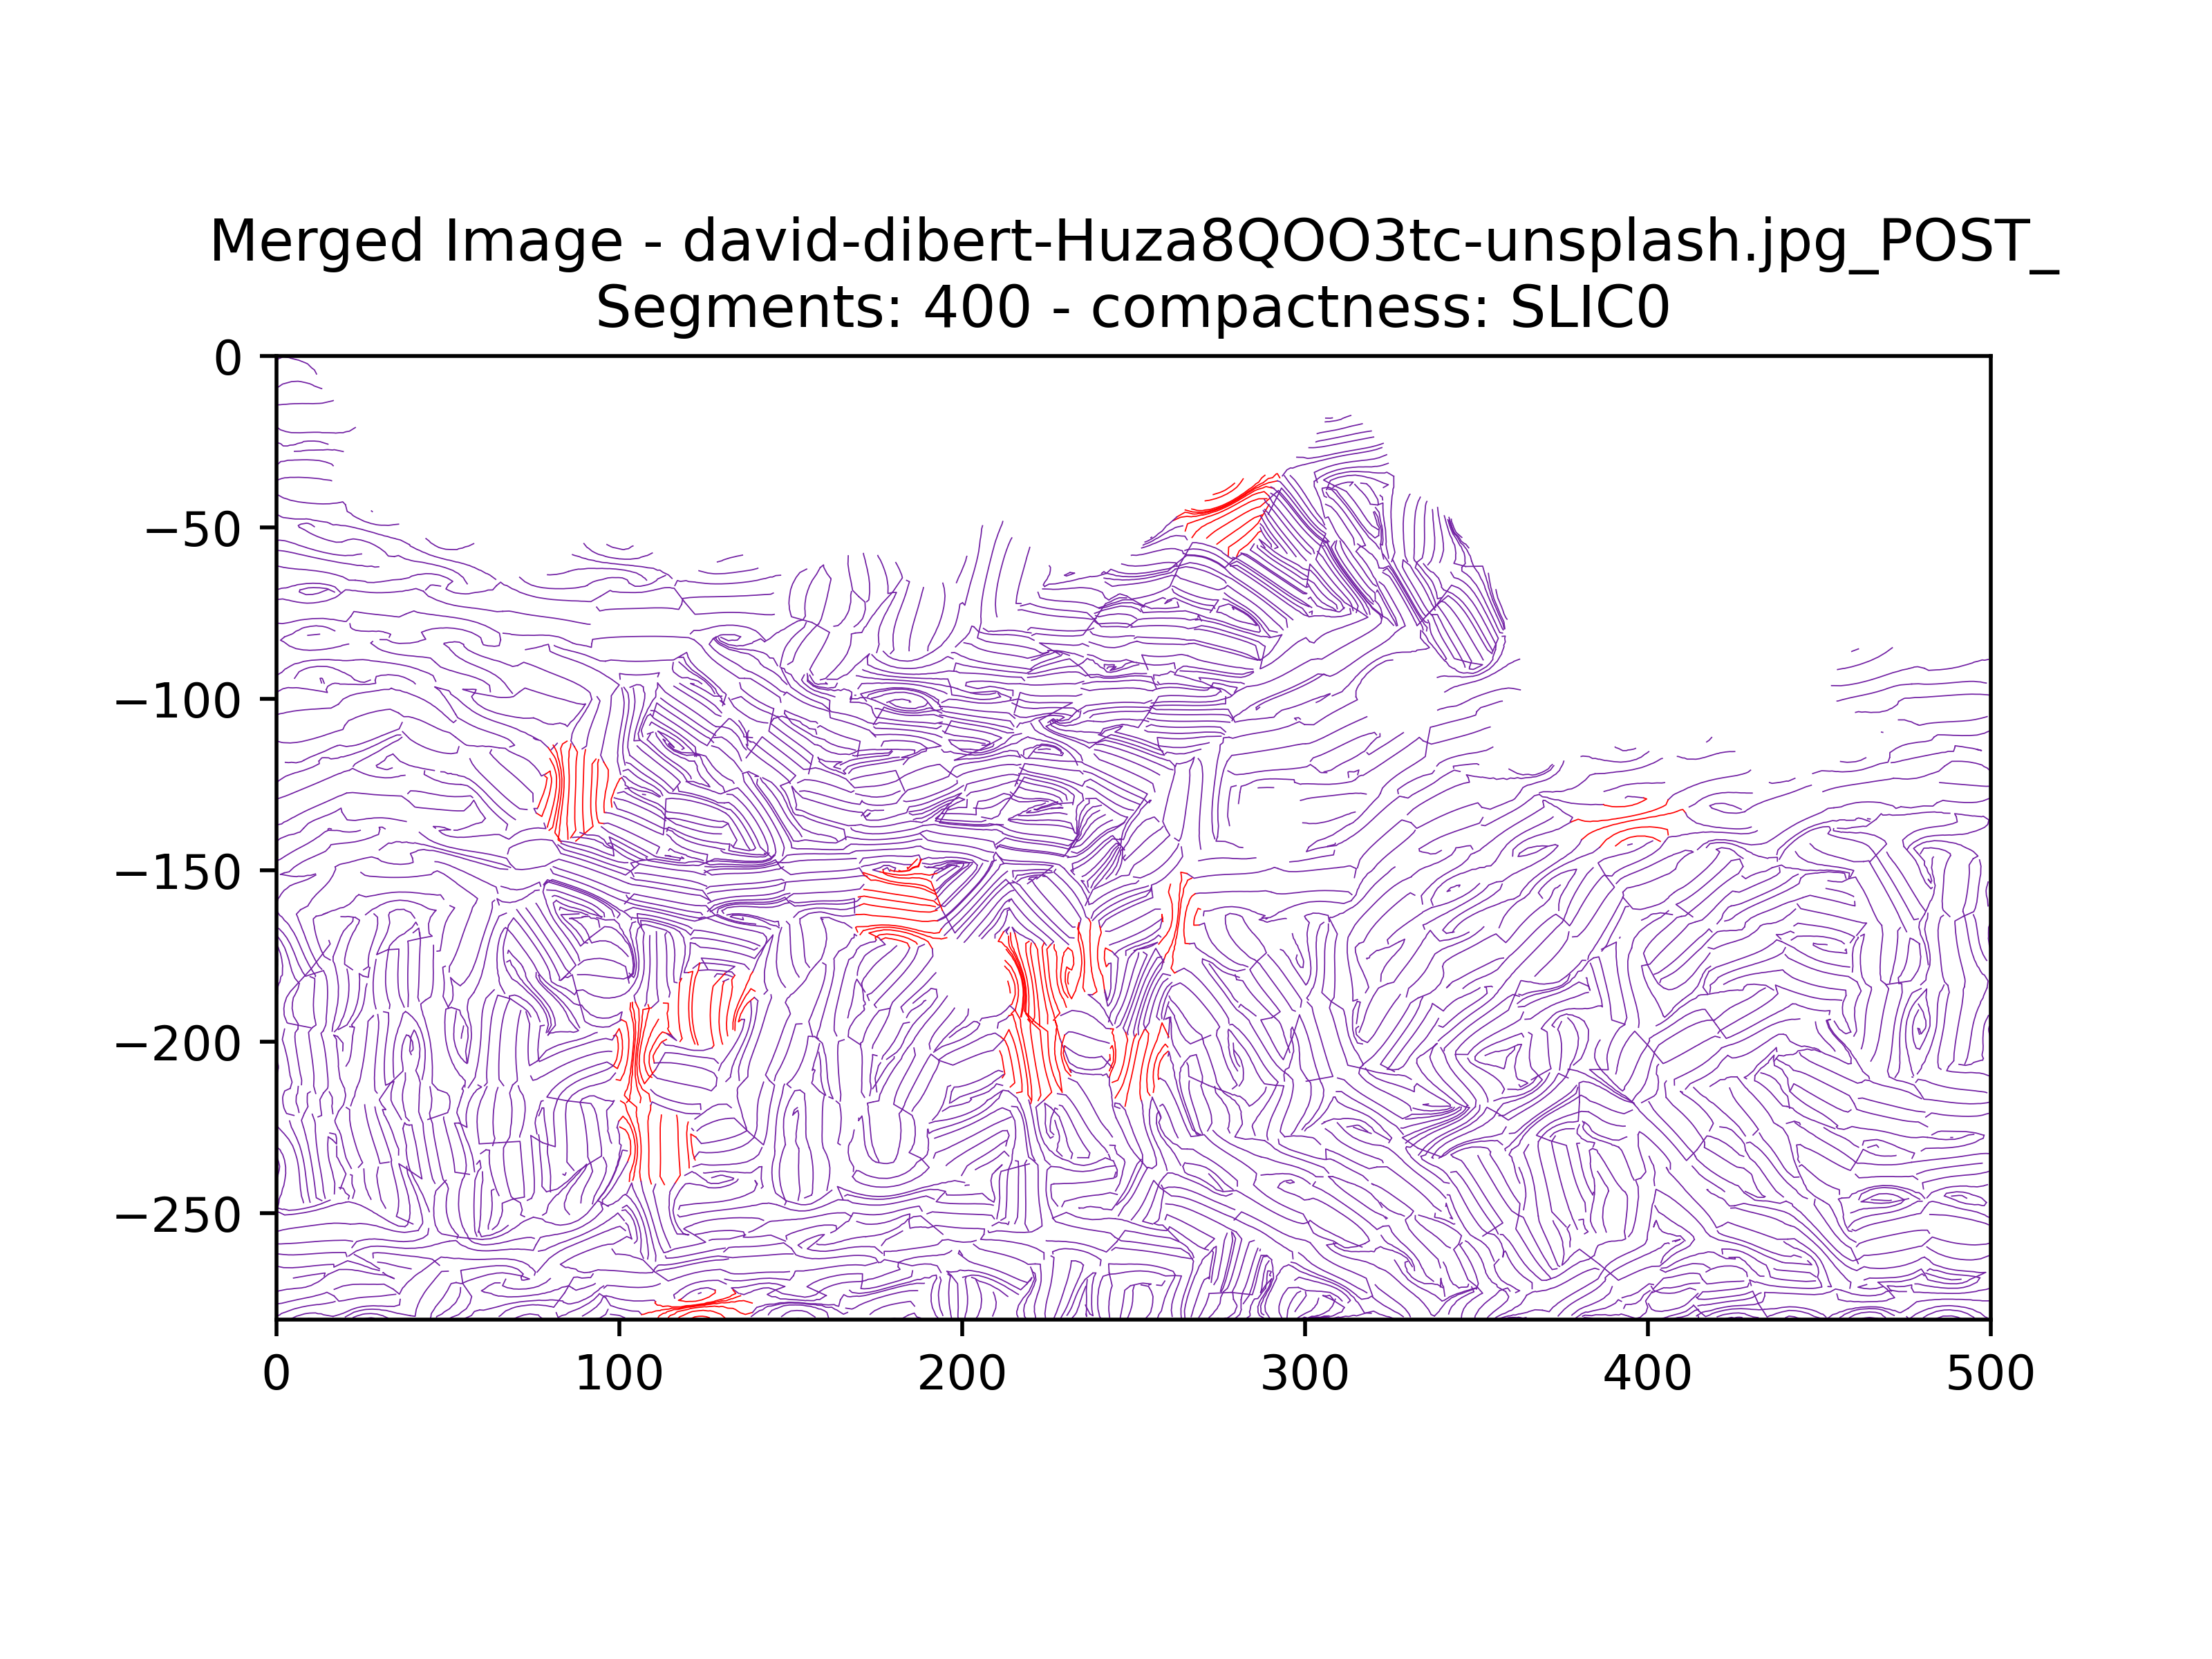 Merged Image - david-dibert-Huza8QOO3tc-unsplash.jpg_POST_
Segments: 400 - compactness: SLIC0
0
−50
−100
−150
−200
−250
0 100 200 300 400 500